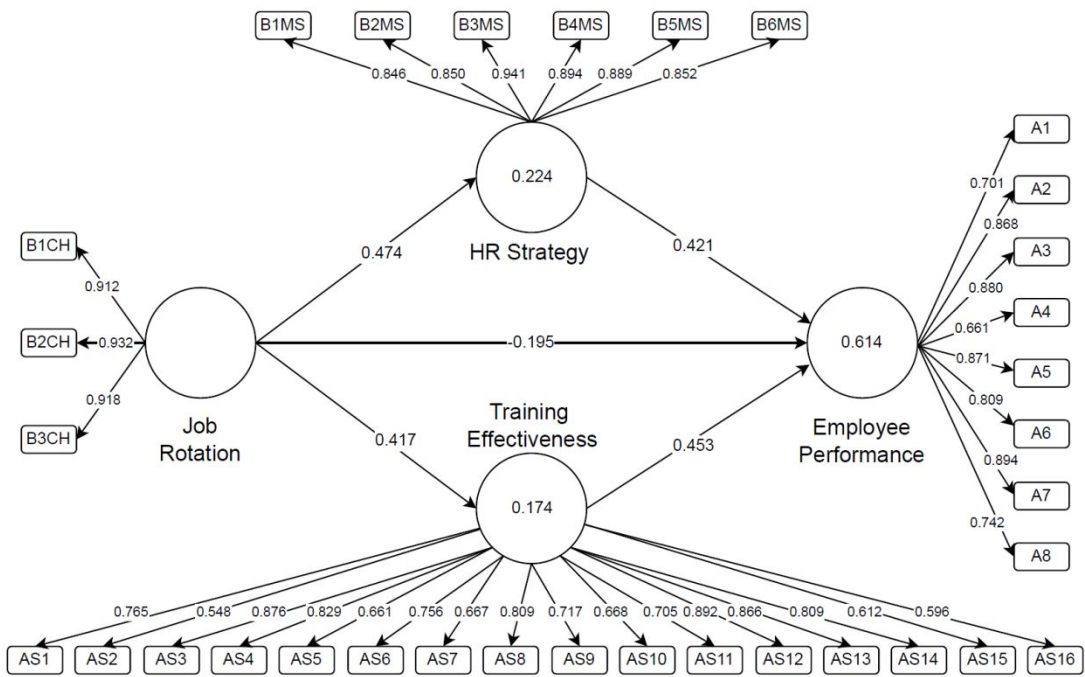 B1MS B2MS B3MS B4MS B5MS B6MS
0.846 0.850 0.941 0.894 0.889 0.852
0.224
HR Strategy
B1CH
B2CH
B3CH
0.912
0.932
0.918
Job
Rotation
0.474
0.421
-0.195
0.417
0.453
Training
Effectiveness
0.174
0.614
Employee
Performance
A1
A2
A3
A4
A5
A6
A7
A8
0.701
0.868
0.880
0.661
0.871
0.809
0.894
0.742
0.765 0.548 0.876 0.829 0.661 0.756 0.667 0.809 0.717 0.668 0.705 0.892 0.866 0.809 0.612 0.596
AS1 AS2 AS3 AS4 AS5 AS6 AS7 AS8 AS9 AS10 AS11 AS12 AS13 AS14 AS15 AS16